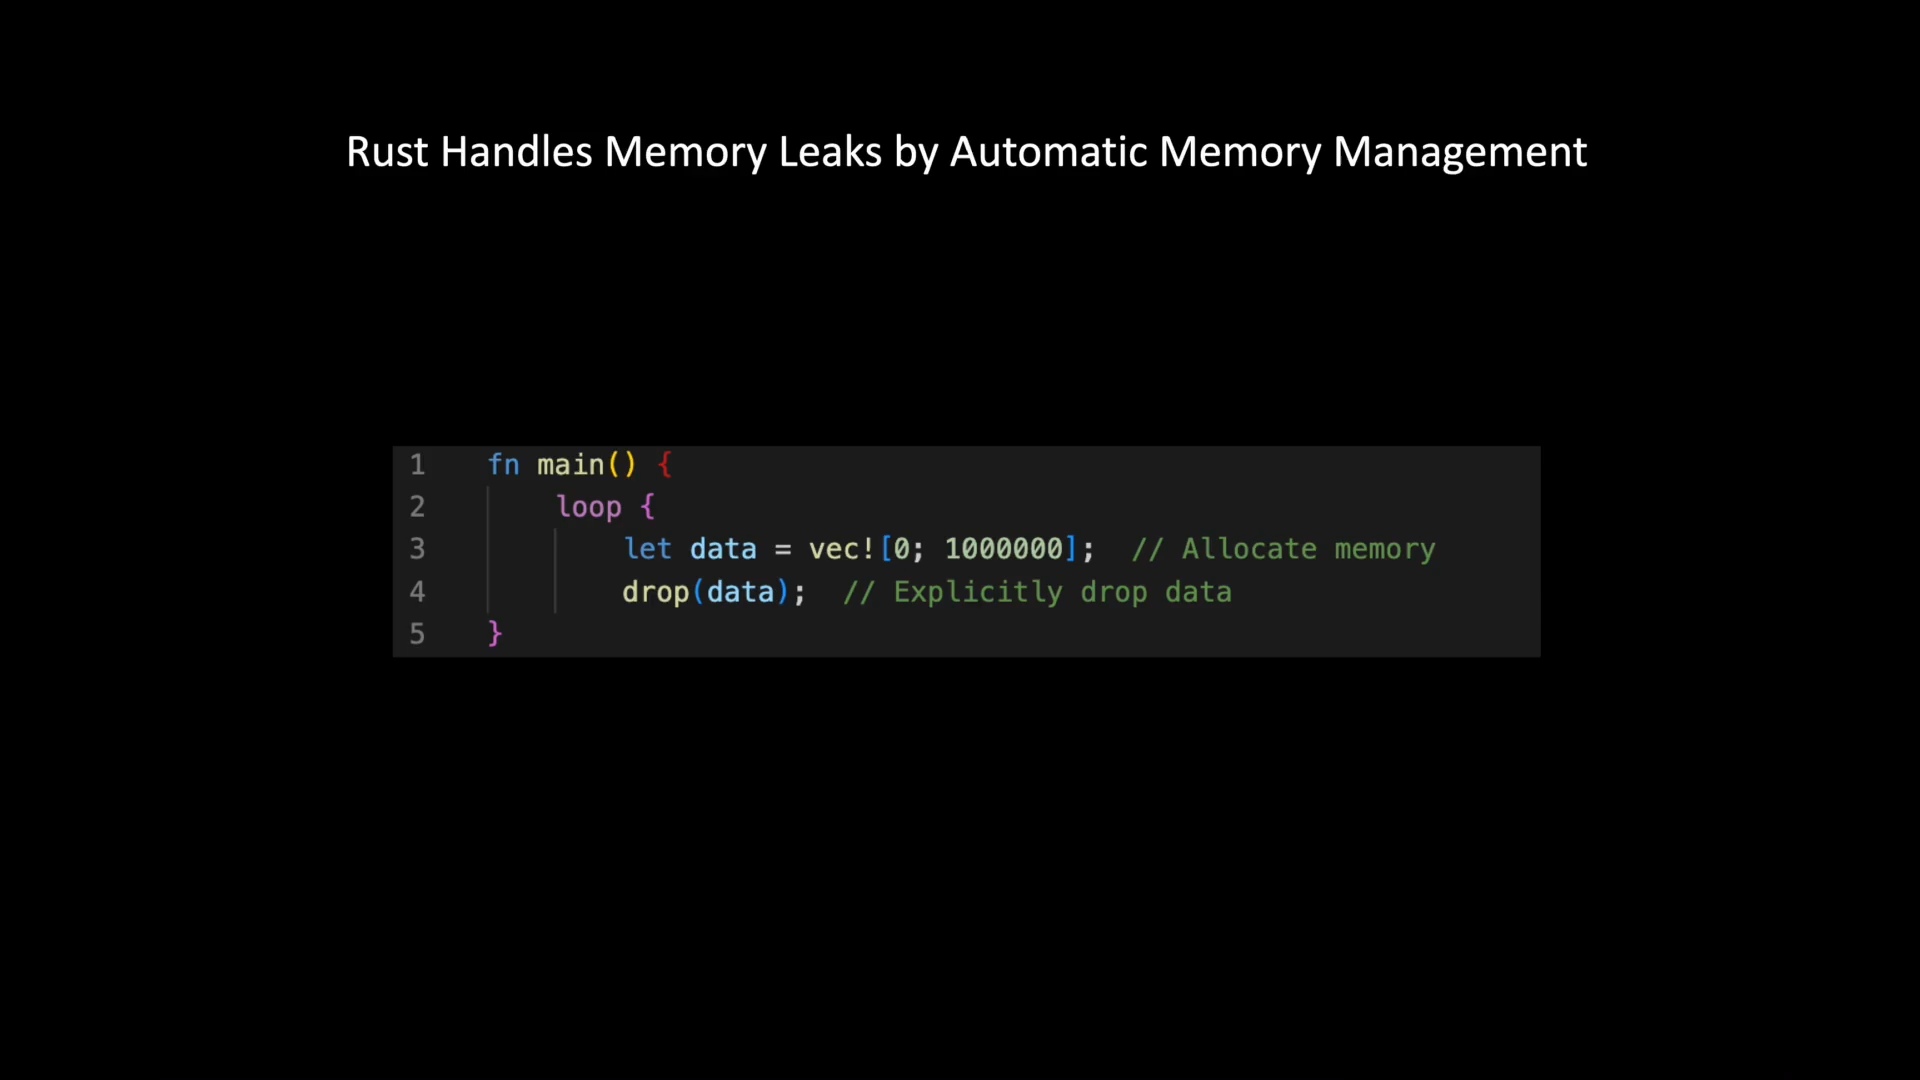 Rust Handles Memory Leaks by Automatic Memory Management
1 fn main() {
2 loop {
3 let data = vec![0; 1000000]; // Allocate memory
4 drop(data); // Explicitly drop data
5 }